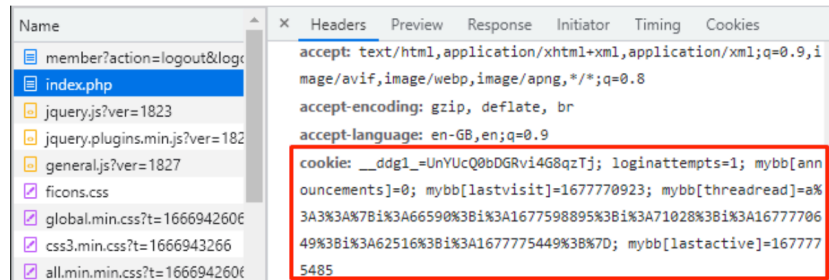 Name
member?action=logout&logo
index.php
jquery.js?ver=1823
jquery.plugins.min.js?ver=182
general.js?ver=1827
ficons.css
global.min.css?t=1666942606
css3.min.css?t=1666943266
all.min.min.css?t=1666942606
× Headers Preview Response Initiator Timing Cookies
accept: text/html,application/xhtml+xml,application/xml;q=0.9,i
mage/avif,image/webp,image/apng,*/*;q=0.8
accept-encoding: gzip, deflate, br
accept-language: en-GB,en;q=0.9
cookie: __ddg1_=UnYUcQ0bDGRvi4G8qzTj; loginattempts=1; mybb[ann
ouncements]=0; mybb[lastvisit]=1677770923; mybb[threadread]=a%
3A3%3A%7Bi%3A66590%3Bi%3A1677598895%3Bi%3A71028%3Bi%3A16777706
49%3Bi%3A62516%3Bi%3A1677775449%3B%7D; mybb[lastactive]=167777
5485